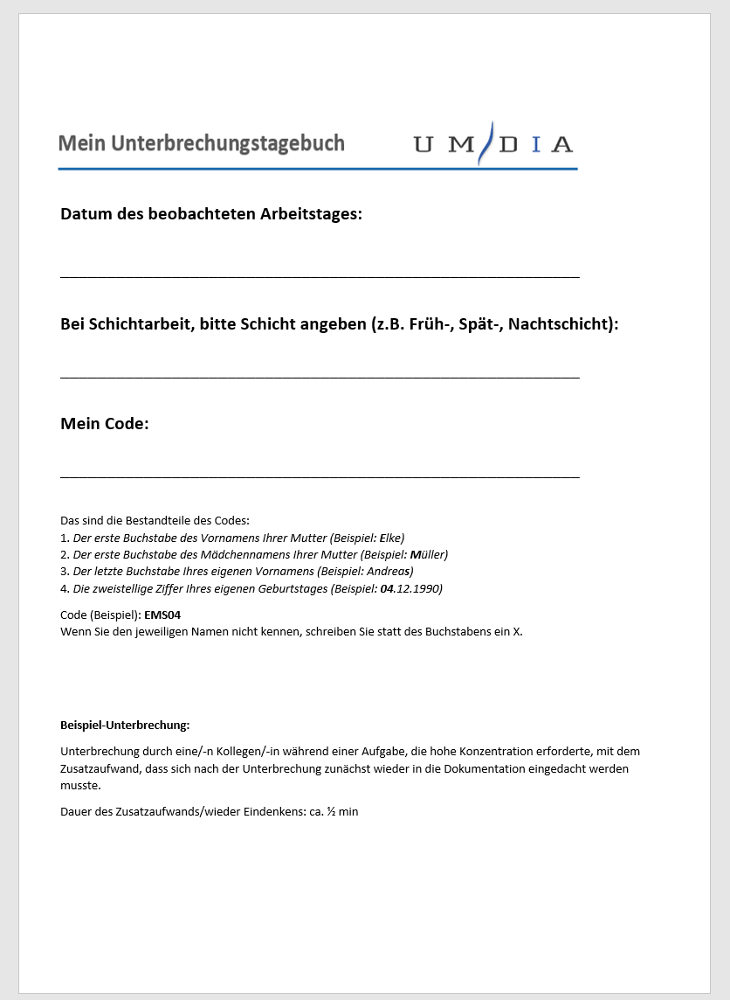 Mein Unterbrechungstagebuch
UM/DIA
Datum des beobachteten Arbeitstages:
Bei Schichtarbeit, bitte Schicht angeben (z.B. Früh-, Spät-, Nachtschicht):
Mein Code:
Das sind die Bestandteile des Codes:
1. Der erste Buchstabe des Vornamens Ihrer Mutter (Beispiel: Elke)
2. Der erste Buchstabe des Mädchennamens Ihrer Mutter (Beispiel: Müller)
3. Der letzte Buchstabe Ihres eigenen Vornamens (Beispiel: Andreas)
4. Die zweistellige Ziffer Ihres eigenen Geburtstages (Beispiel: 04.12.1990)
Code (Beispiel): EMS04
Wenn Sie den jeweiligen Namen nicht kennen, schreiben Sie statt des Buchstabens ein X.
Beispiel-Unterbrechung:
Unterbrechung durch eine/-n Kollegen/-in während einer Aufgabe, die hohe Konzentration erforderte, mit dem
Zusatzaufwand, dass sich nach der Unterbrechung zunächst wieder in die Dokumentation eingedacht werden
musste.
Dauer des Zusatzaufwands/wieder Eindenkens: ca. ½ min